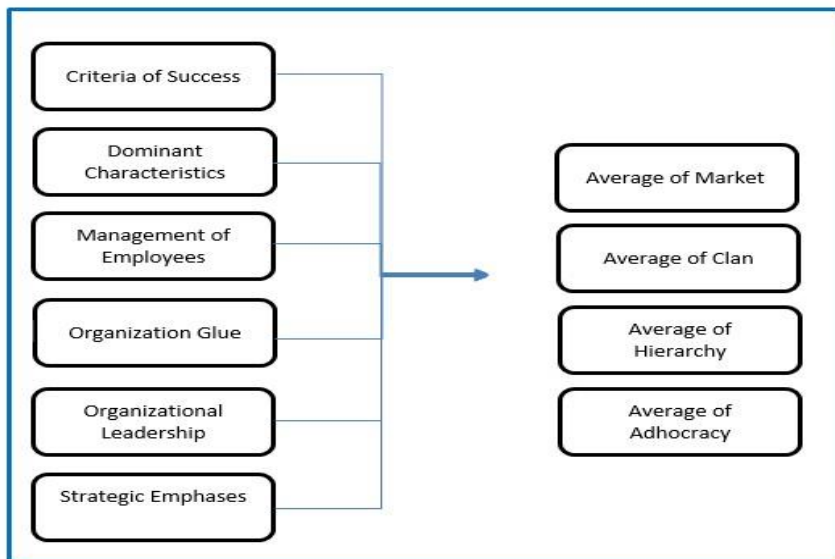 Criteria of Success
Dominant
Characteristics
Management of
Employees
Organization Glue
Organizational
Leadership
Strategic Emphases
Average of Market
Average of Clan
Average of
Hierarchy
Average of
Adhocracy